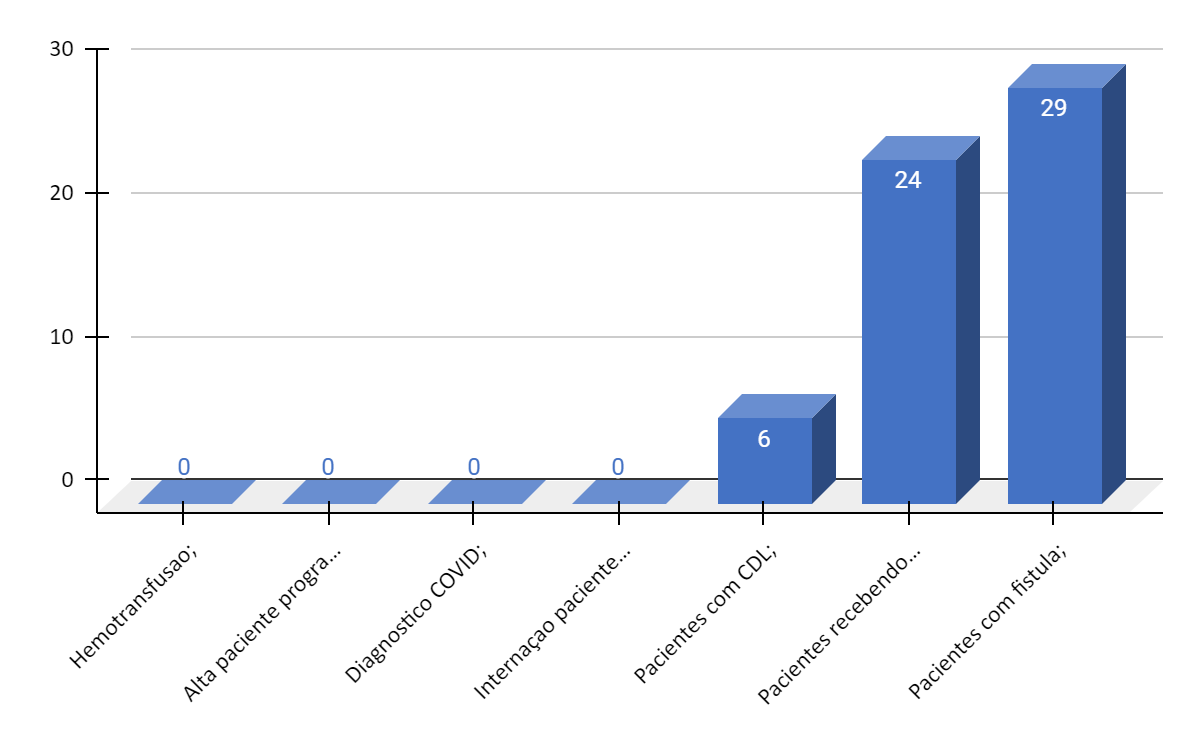 30
20
10
0
0
0
0
0
6
24
29
Hemotransfusao;
Alta paciente progra...
Diagnostico COVID;
Internaçao paciente...
Pacientes com CDL;
Pacientes recebendo...
Pacientes com fistula;